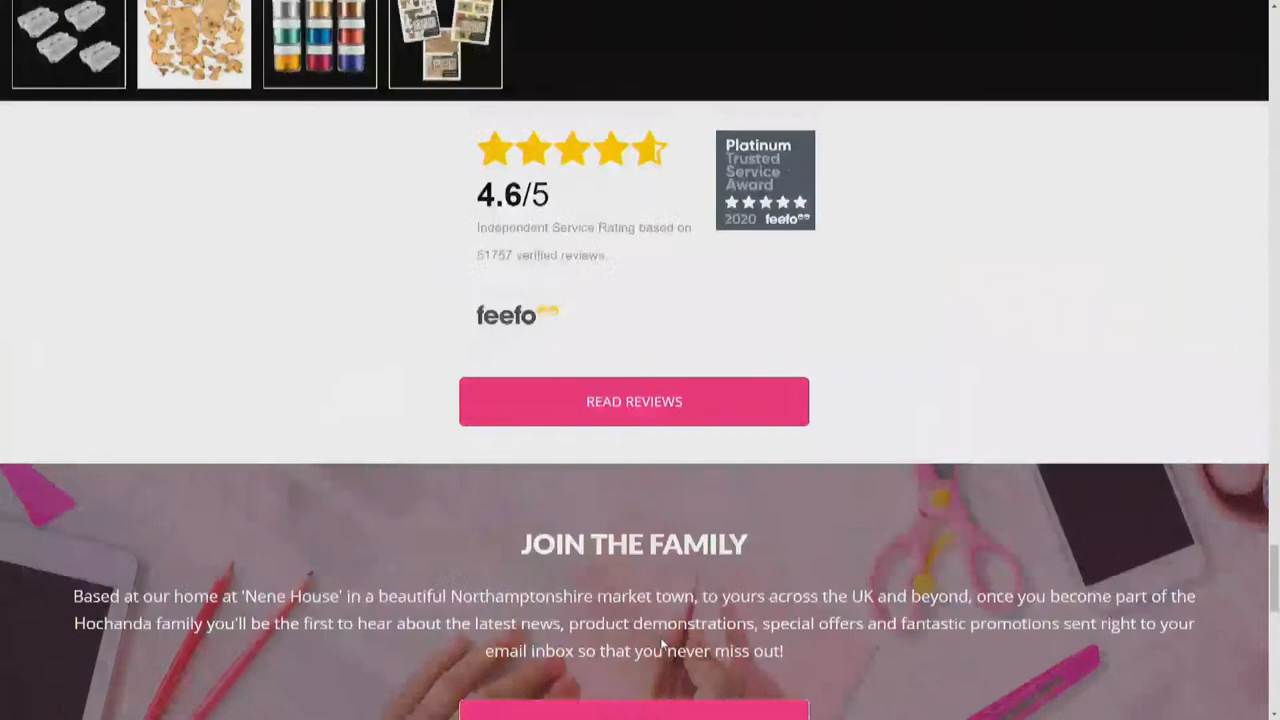 4.6/5
Independent Service Rating based on
51757 verified reviews.
feefo
Platinum
Trusted
Service
Award
2020 feefo
READ REVIEWS
JOIN THE FAMILY
Based at our home at 'Nene House' in a beautiful Northamptonshire market town, to yours across the UK and beyond, once you become part of the
Hochanda family you'll be the first to hear about the latest news, product demonstrations, special offers and fantastic promotions sent right to your
email inbox so that you never miss out!